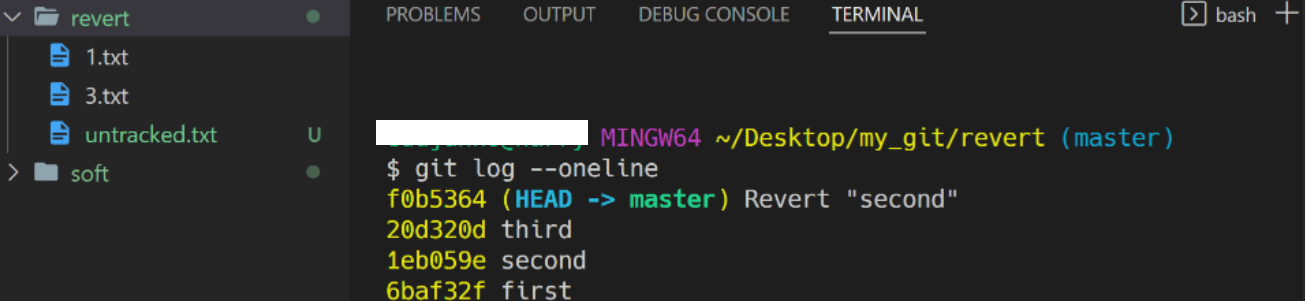 revert
1.txt
3.txt
untracked.txt U
soft
PROBLEMS OUTPUT DEBUG CONSOLE TERMINAL
bash
MINGW64 ~/Desktop/my_git/revert (master)
$ git log --oneline
f0b5364 (HEAD -> master) Revert "second"
20d320d third
1eb059e second
6baf32f first